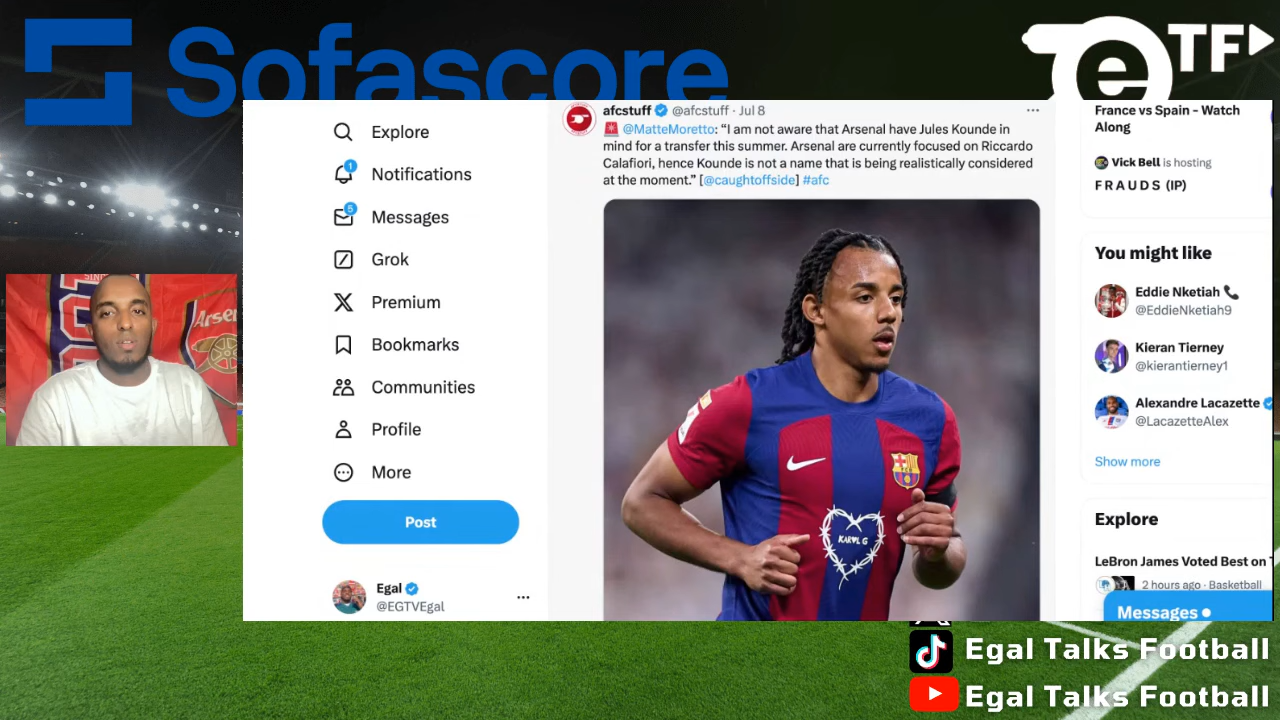 Sofascore
eTF
afcstuff @afcstuff · Jul 8
🚨 @MatteMoretto: “I am not aware that Arsenal have Jules Kounde in
mind for a transfer this summer. Arsenal are currently focused on Riccardo
Calafiori, hence Kounde is not a name that is being realistically considered
at the moment.” [@caughtoffside] #afc
Explore
1
Notifications
5
Messages
Grok
Premium
Bookmarks
Communities
Profile
More
Post
Egal
@EGTVEgal
KAROL G
France vs Spain - Watch
Along
Vick Bell is hosting
F R A U D S (IP)
You might like
Eddie Nketiah 📞
@EddieNketiah9
Kieran Tierney
@kierantierney1
Alexandre Lacazette
@LacazetteAlex
Show more
Explore
LeBron James Voted Best on
2 hours ago · Basketball
Messages
Egal Talks Football
Egal Talks Football